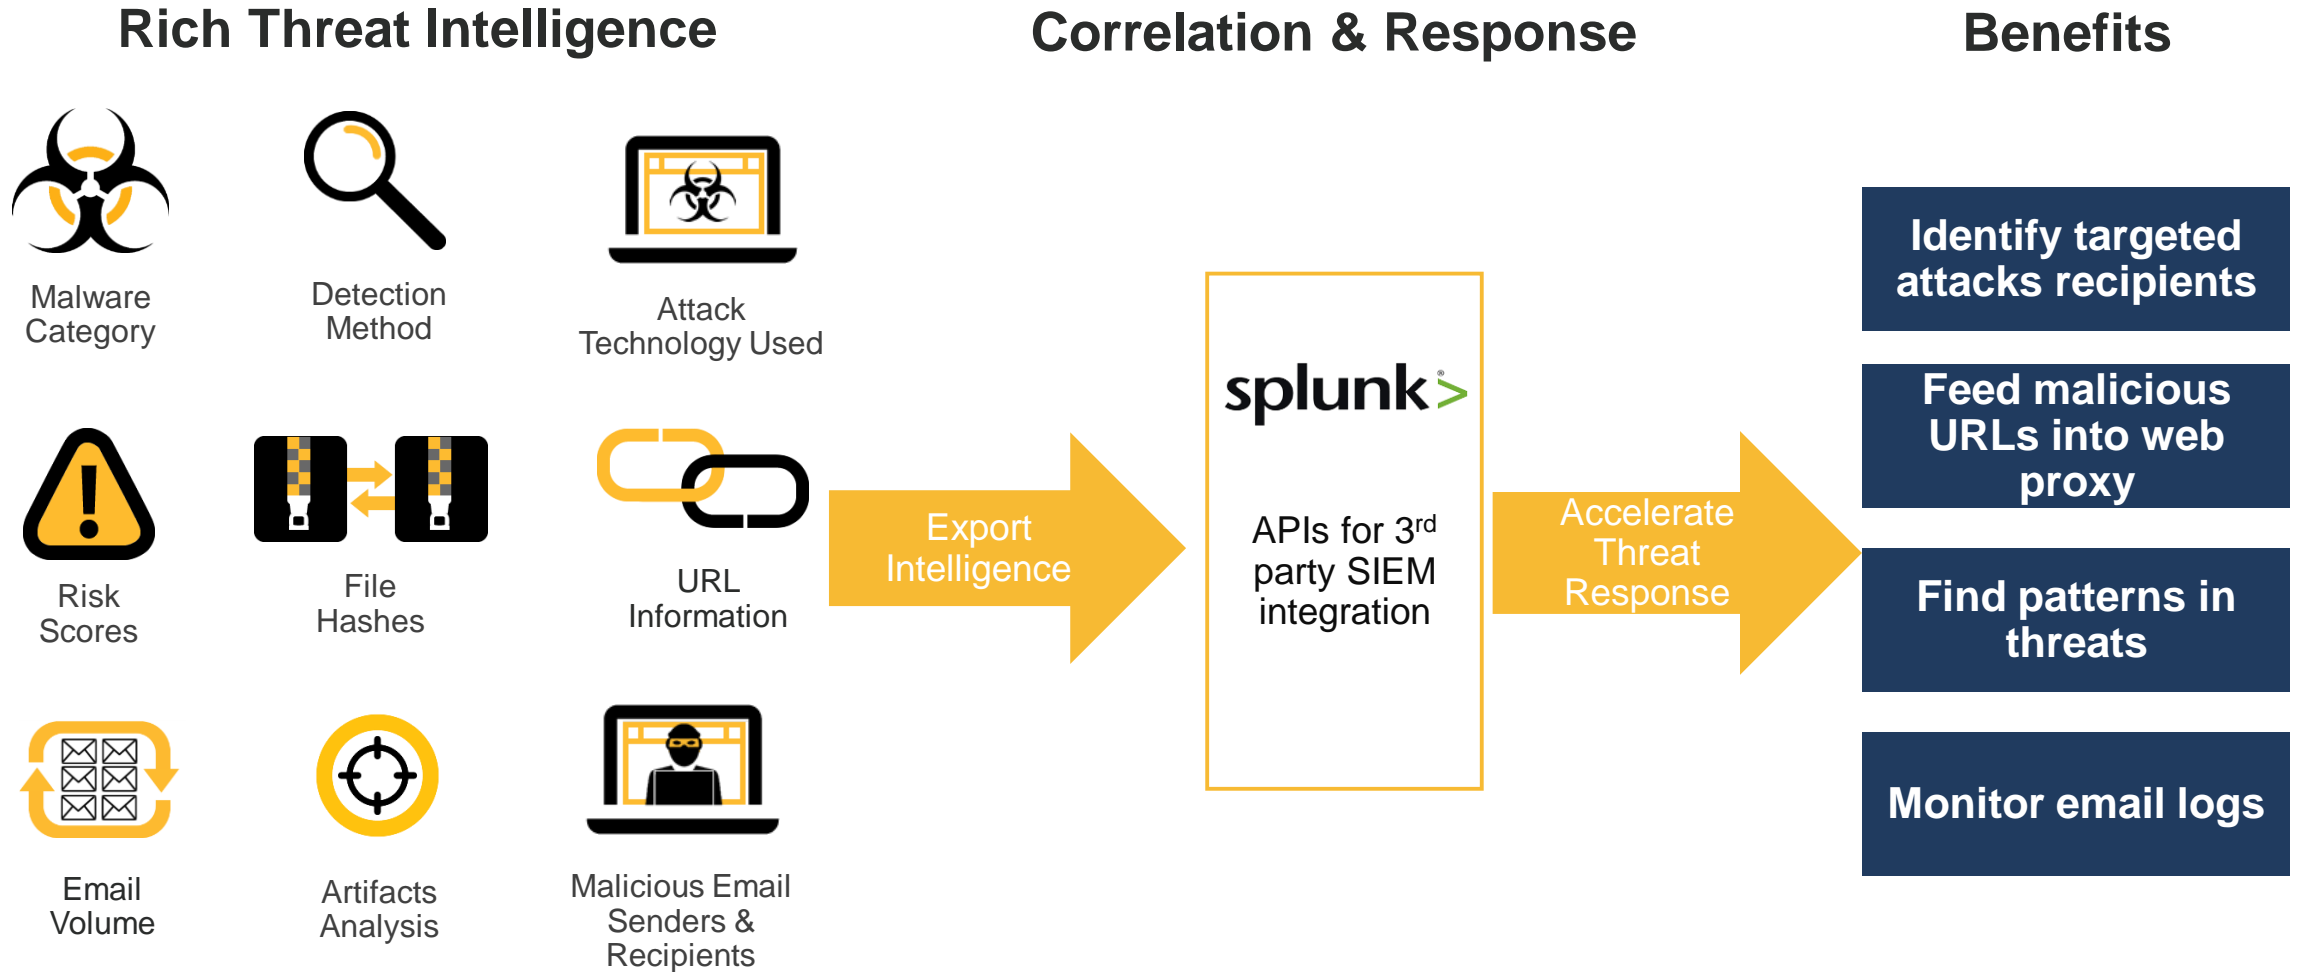 Rich Threat Intelligence
Correlation & Response
Benefits
Malware
Category
Detection
Method
Attack
Technology Used
Risk
Scores
File
Hashes
URL
Information
Email
Volume
Artifacts
Analysis
Malicious Email
Senders &
Recipients
Export
Intelligence
splunk>®
APIs for 3rd
party SIEM
integration
Accelerate
Threat
Response
Identify targeted
attacks recipients
Feed malicious
URLs into web
proxy
Find patterns in
threats
Monitor email logs